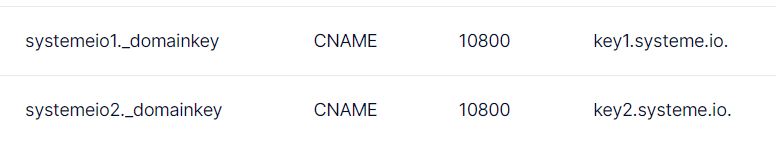 systemeio1._domainkey CNAME 10800 key1.systeme.io.
systemeio2._domainkey CNAME 10800 key2.systeme.io.